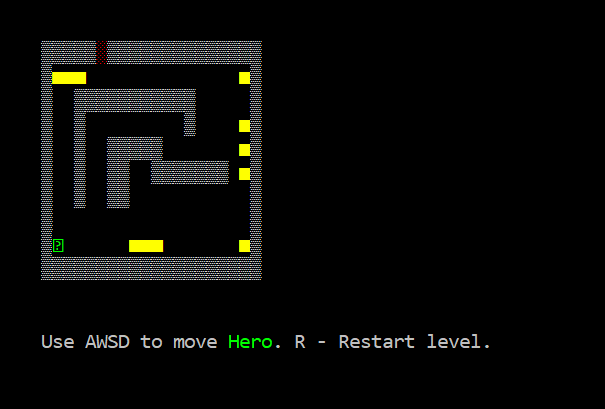 ?
Use AWSD to move Hero. R - Restart level.